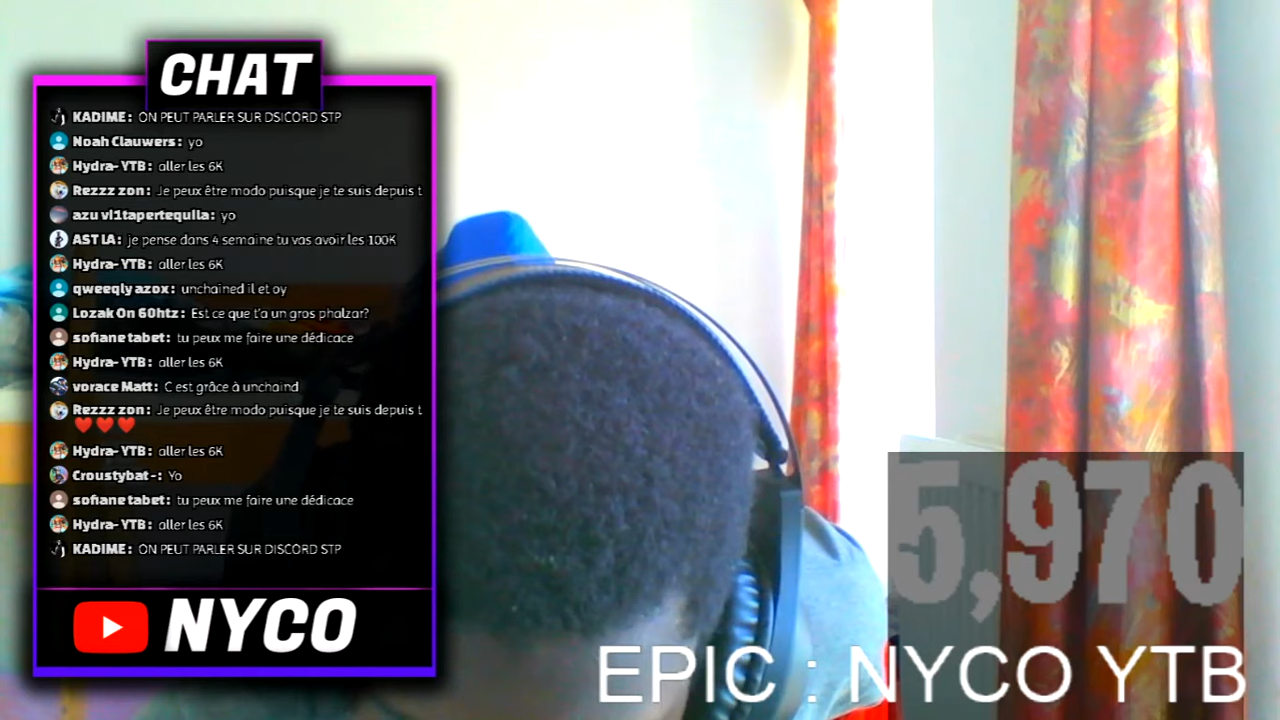 CHAT
KADIME: ON PEUT PARLER SUR DSICORD STP
Noah Clauwers: yo
Hydra-YTB: aller les 6K
Rezzz zon: Je peux être modo puisque je te suis depuis t
azu vl1tapertequila: yo
AST IA: je pense dans 4 semaine tu vas avoir les 100K
Hydra-YTB: aller les 6K
qweeqly azox: unchained il et oy
Lozak On 60htz: Est ce que t'a un gros phalzar?
sofiane tabet: tu peux me faire une dédicace
Hydra-YTB: aller les 6K
vorace Matt: C est grâce à unchaind
Rezzz zon: Je peux être modo puisque je te suis depuis t
❤️❤️❤️
Hydra-YTB: aller les 6K
Croustybat-: Yo
sofiane tabet: tu peux me faire une dédicace
Hydra-YTB: aller les 6K
KADIME: ON PEUT PARLER SUR DISCORD STP
NYCO
5,970
EPIC : NYCO YTB